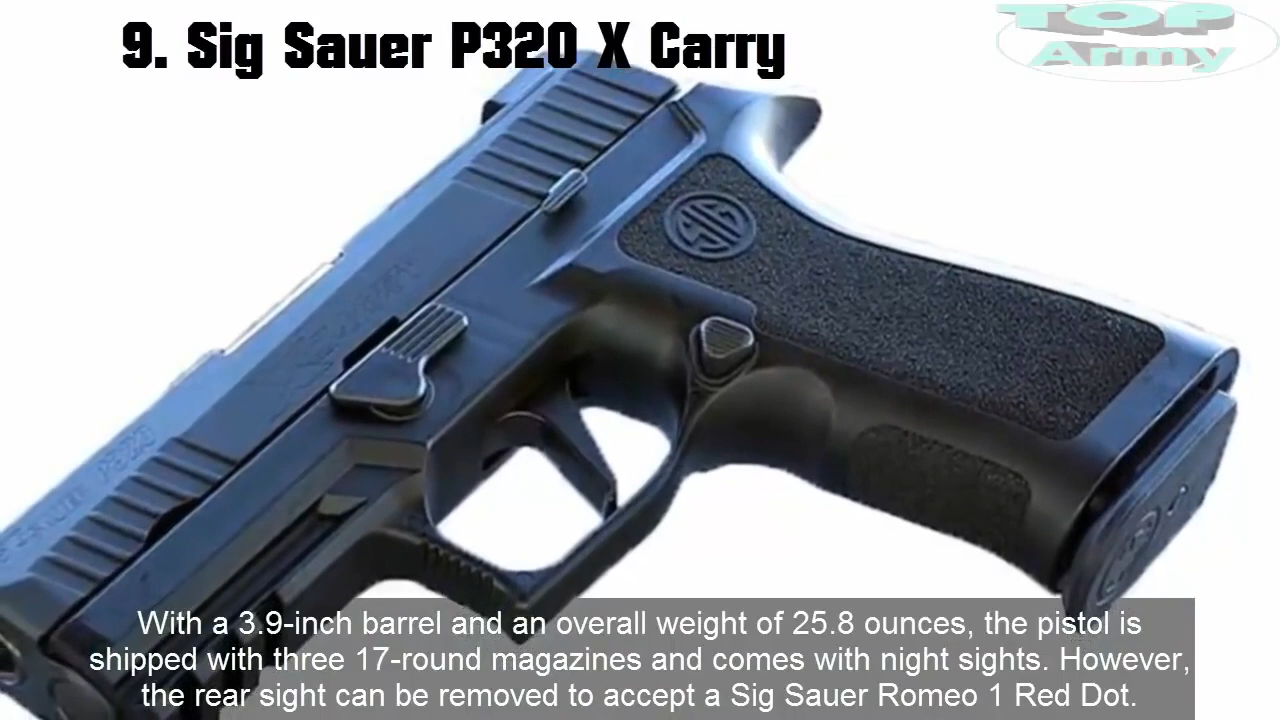 9. Sig Sauer P320 X Carry
TOP
Army
SIG
P320
With a 3.9-inch barrel and an overall weight of 25.8 ounces, the pistol is
shipped with three 17-round magazines and comes with night sights. However,
the rear sight can be removed to accept a Sig Sauer Romeo 1 Red Dot.